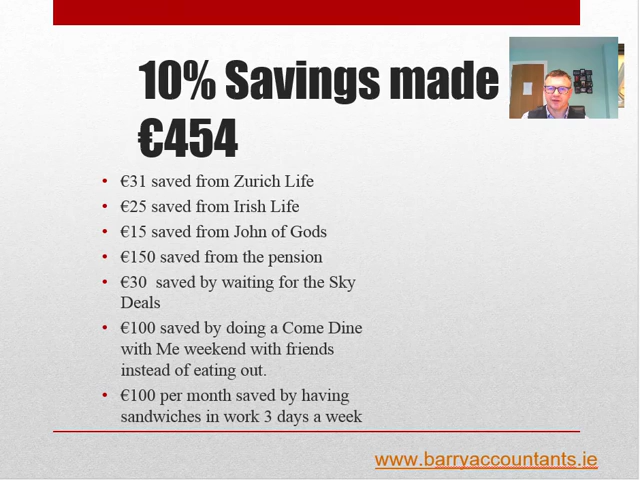 10% Savings made
€454
• €31 saved from Zurich Life
• €25 saved from Irish Life
• €15 saved from John of Gods
• €150 saved from the pension
• €30  saved by waiting for the Sky
Deals
• €100 saved by doing a Come Dine
with Me weekend with friends
instead of eating out.
• €100 per month saved by having
sandwiches in work 3 days a week
www.barryaccountants.ie